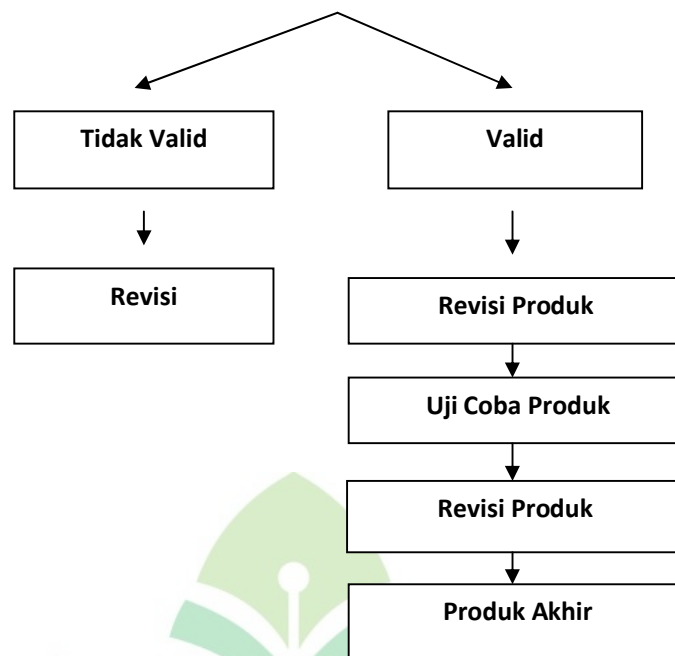 Tidak Valid
Valid
Revisi
Revisi Produk
Uji Coba Produk
Revisi Produk
Produk Akhir